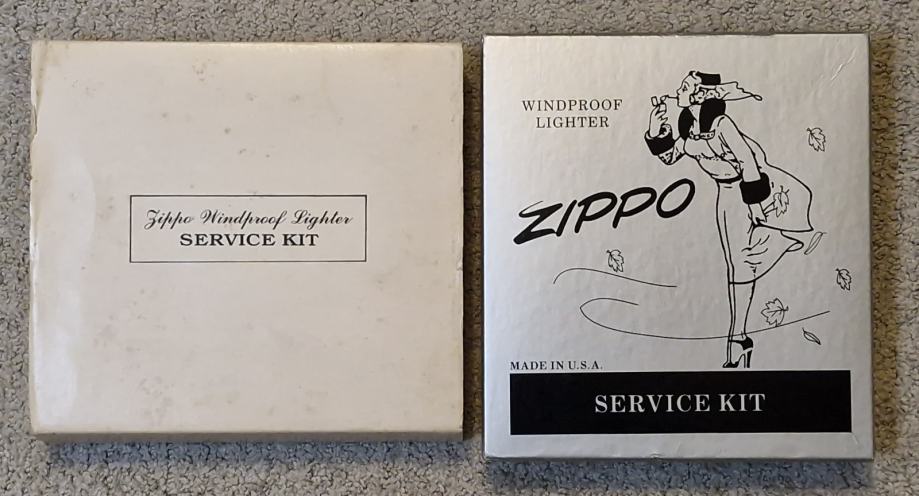 Zippo Windproof Lighter
SERVICE KIT
WINDPROOF
LIGHTER
ZIPPO
MADE IN U.S.A.
SERVICE KIT